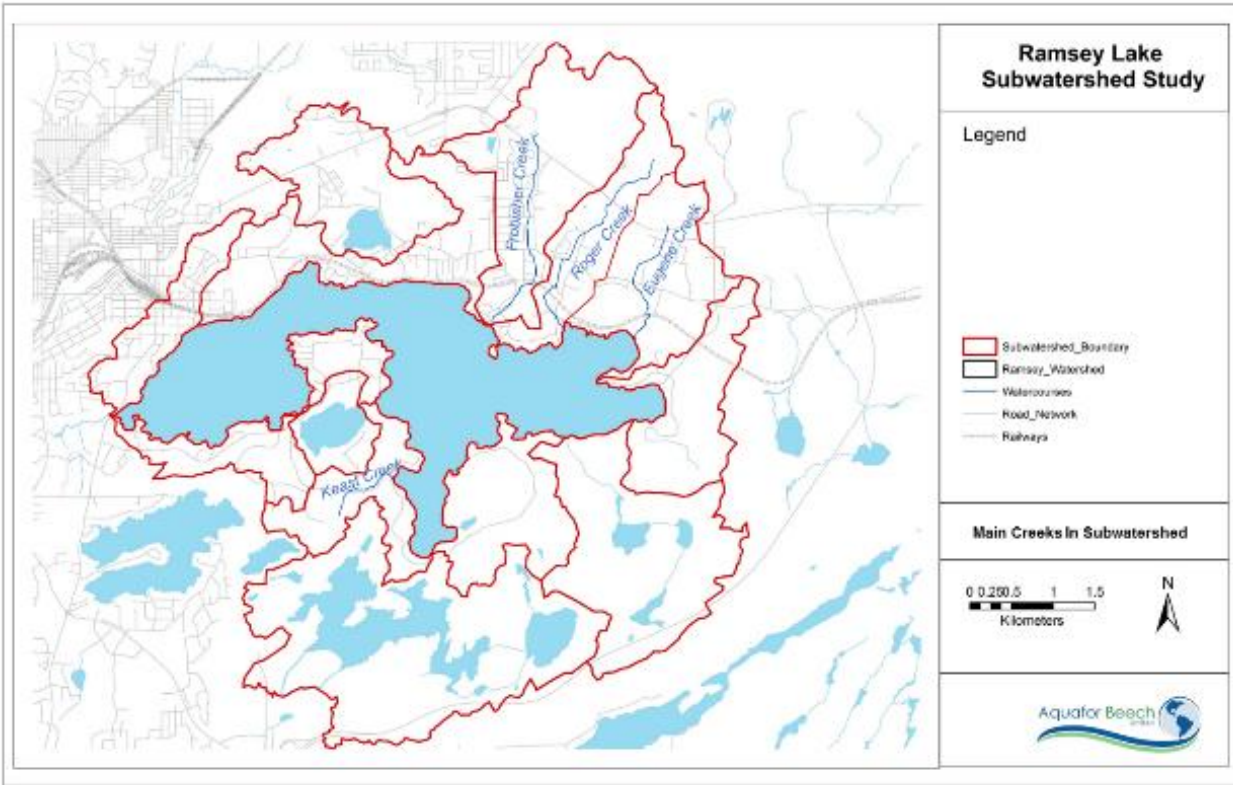 Ramsey Lake
Subwatershed Study
Legend
Subwatershed_Boundary
Ramsey_Watershed
Watercourses
Road_Network
Railways
Main Creeks In Subwatershed
0 0.250.5 1 1.5
Kilometers
N
Aquafor Beech
Frobisher Creek
Roger Creek
Eugene Creek
Keast Creek